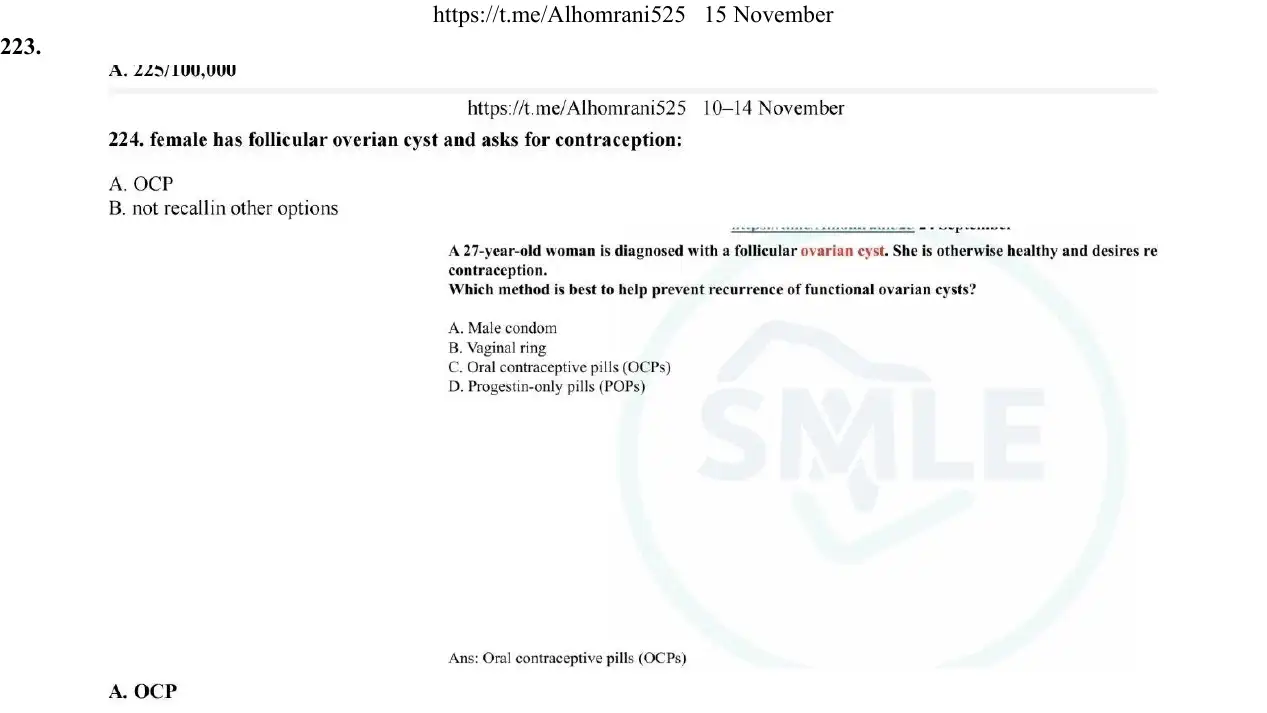 https://t.me/Alhomrani525 15 November
223.
A. 225/100,000
https://t.me/Alhomrani525 10–14 November
224. female has follicular overian cyst and asks for contraception:
A. OCP
B. not recallin other options
A 27-year-old woman is diagnosed with a follicular ovarian cyst. She is otherwise healthy and desires re
contraception.
Which method is best to help prevent recurrence of functional ovarian cysts?
A. Male condom
B. Vaginal ring
C. Oral contraceptive pills (OCPs)
D. Progestin-only pills (POPs)
SMLE
Ans: Oral contraceptive pills (OCPs)
A. OCP